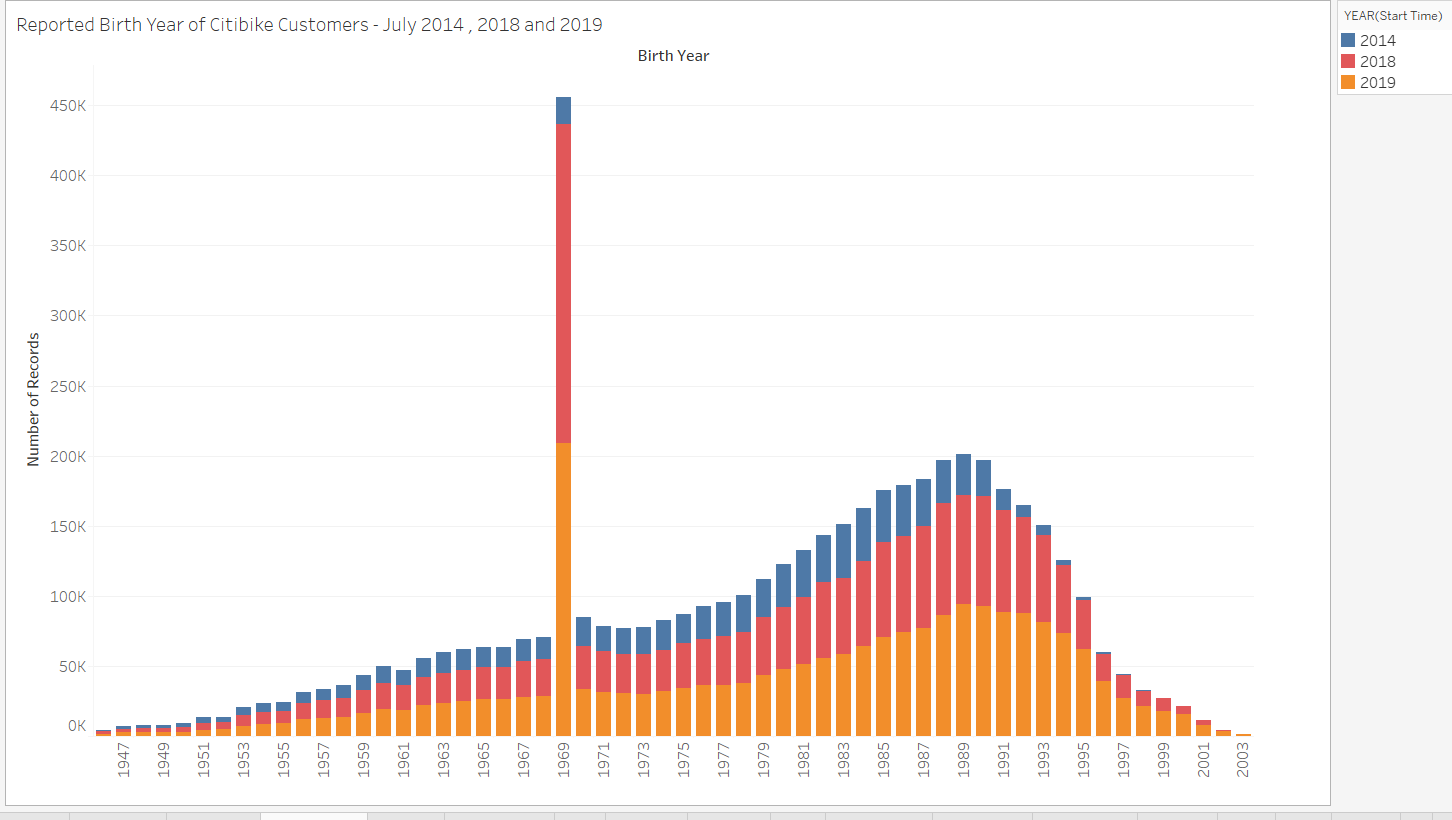 Reported Birth Year of Citibike Customers - July 2014 , 2018 and 2019
Birth Year
YEAR(Start Time)
2014
2018
2019
Number of Records
450K
400K
350K
300K
250K
200K
150K
100K
50K
0K
1947
1949
1951
1953
1955
1957
1959
1961
1963
1965
1967
1969
1971
1973
1975
1977
1979
1981
1983
1985
1987
1989
1991
1993
1995
1997
1999
2001
2003